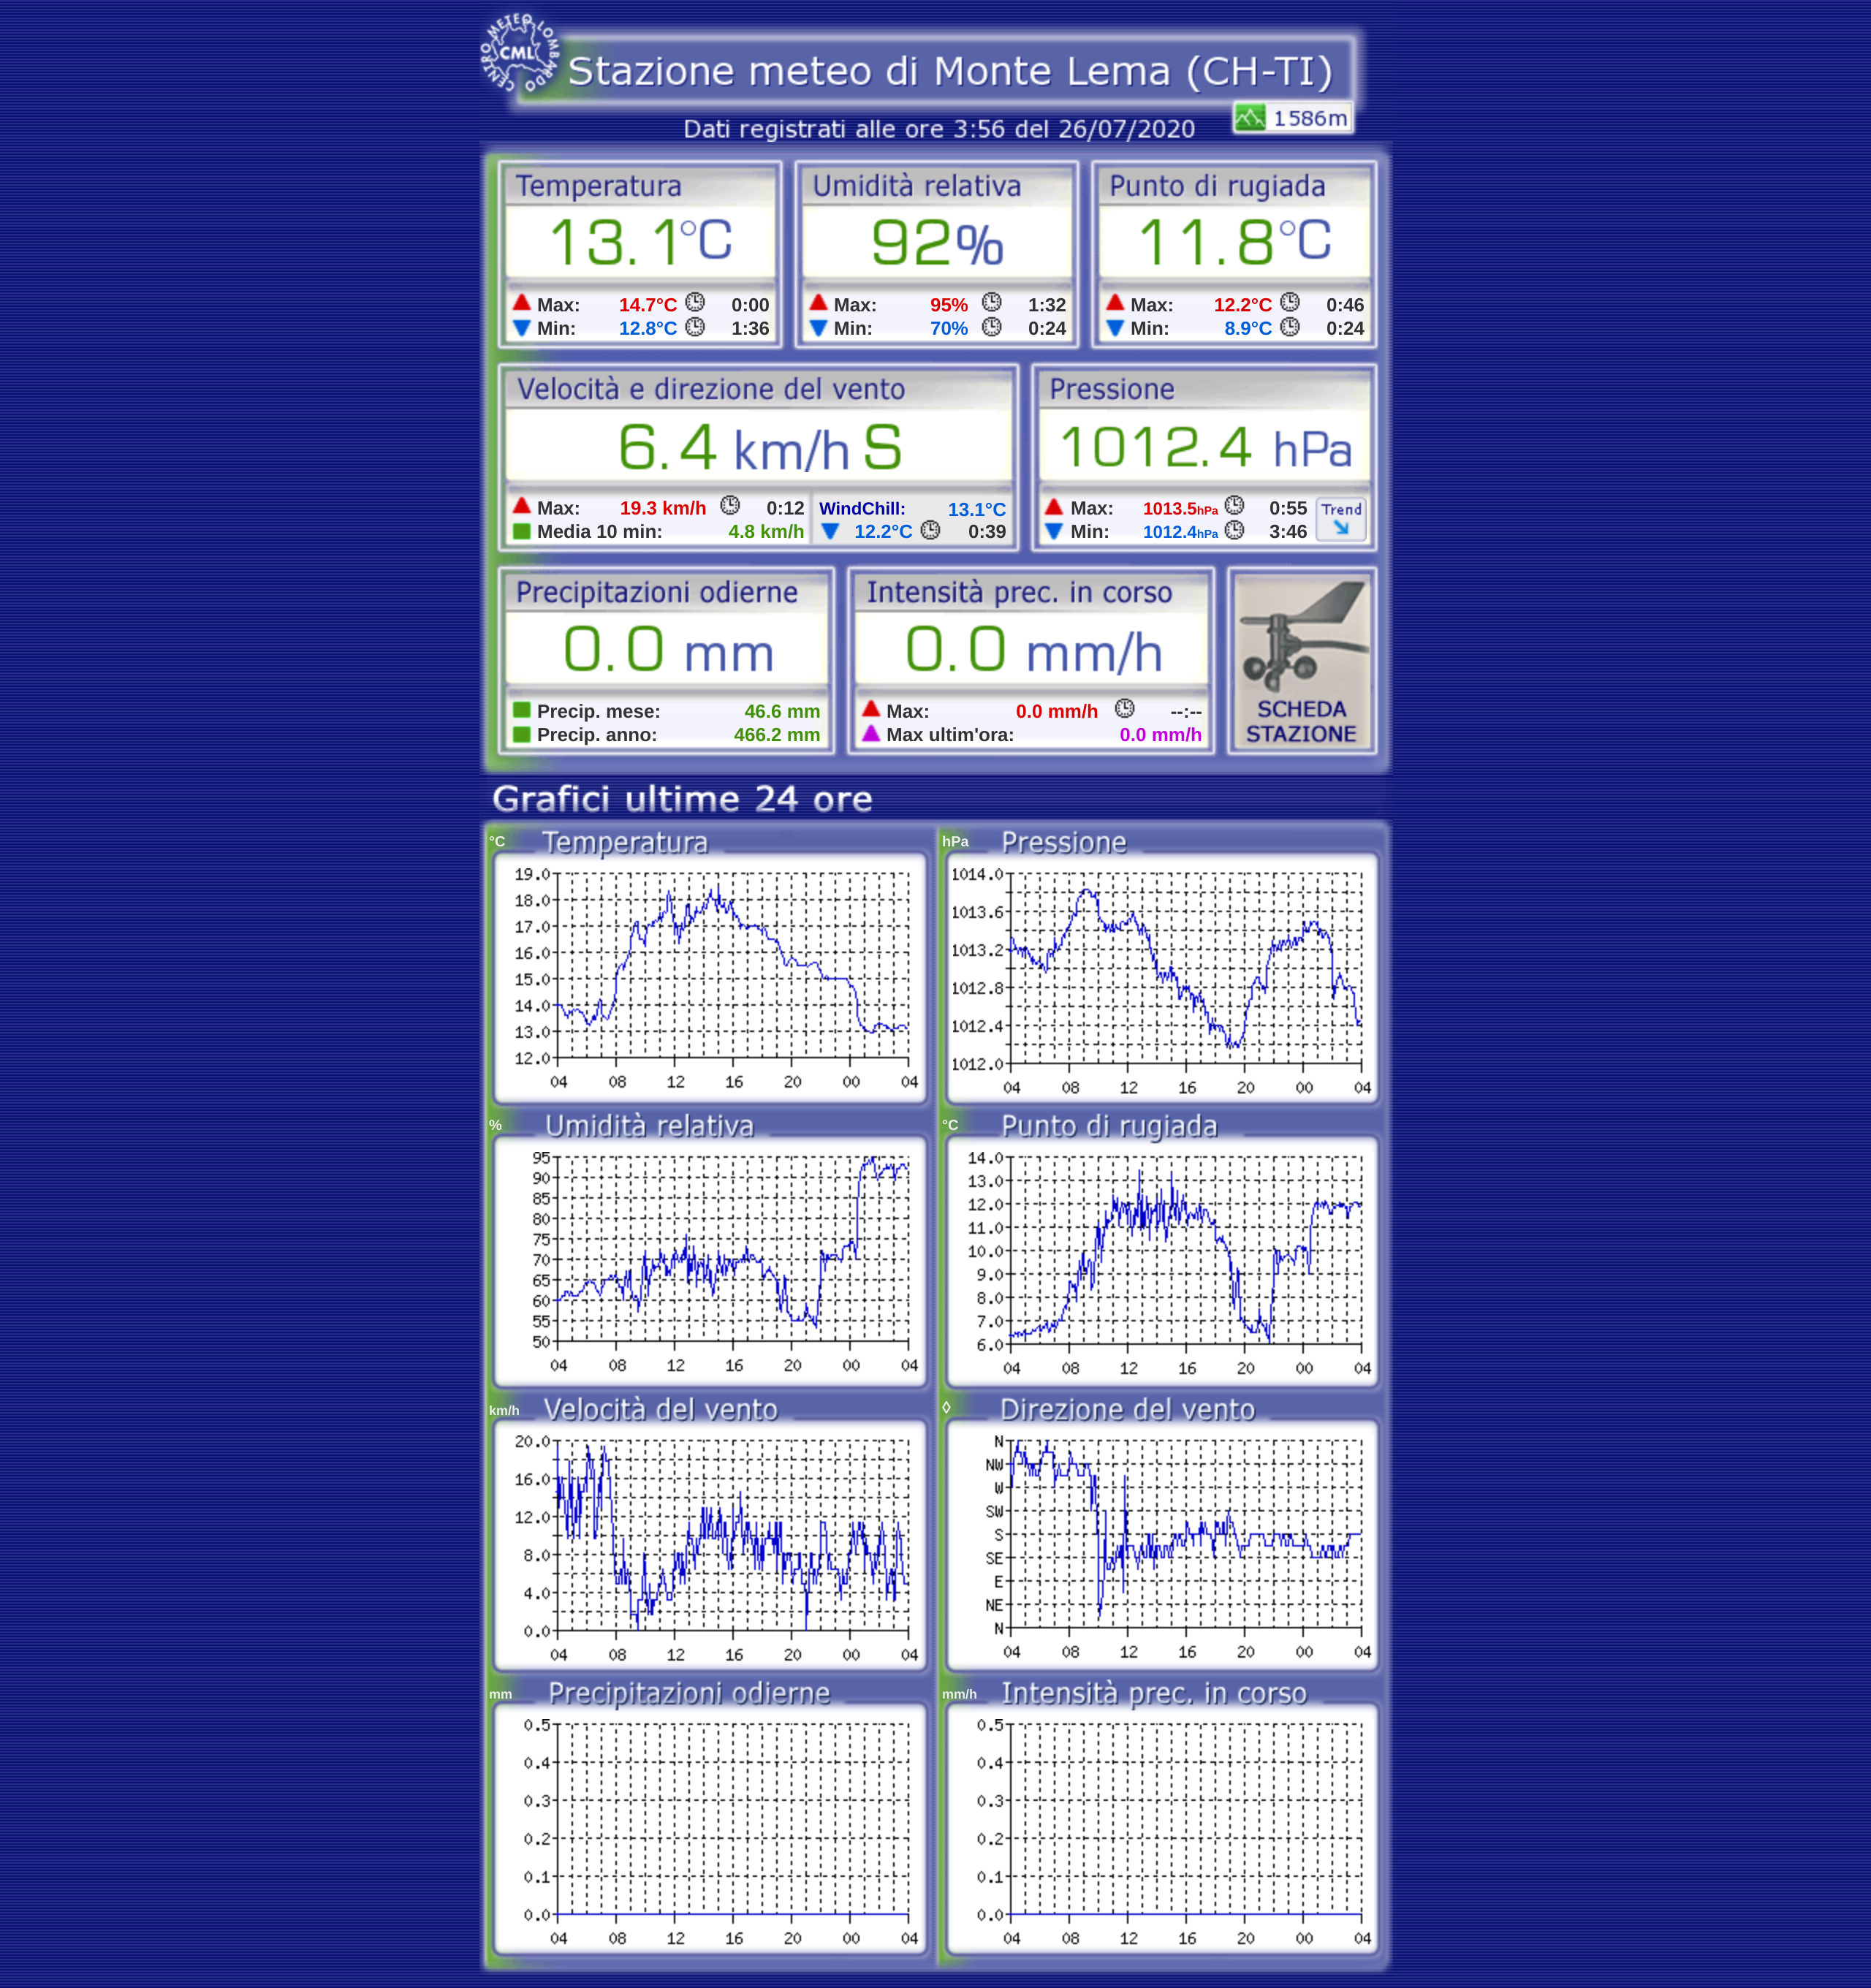 CENTRO METEO LOMBARDO
CML
Stazione meteo di Monte Lema (CH-TI)
1586m
Dati registrati alle ore 3:56 del 26/07/2020
Temperatura Umidità relativa Punto di rugiada
13.1°C 92% 11.8°C
Max: 14.7°C 0:00 Max: 95% 1:32 Max: 12.2°C 0:46
Min: 12.8°C 1:36 Min: 70% 0:24 Min: 8.9°C 0:24
Velocità e direzione del vento Pressione
6.4 km/h S 1012.4 hPa
Max: 19.3 km/h 0:12 WindChill: 13.1°C Max: 1013.5hPa 0:55 Trend
Media 10 min: 4.8 km/h 12.2°C 0:39 Min: 1012.4hPa 3:46
Precipitazioni odierne Intensità prec. in corso
0.0 mm 0.0 mm/h
Precip. mese: 46.6 mm Max: 0.0 mm/h --:-- SCHEDA
Precip. anno: 466.2 mm Max ultim'ora: 0.0 mm/h STAZIONE
Grafici ultime 24 ore
°C Temperatura
19.0
18.0
17.0
16.0
15.0
14.0
13.0
12.0
04 08 12 16 20 00 04
hPa Pressione
1014.0
1013.6
1013.2
1012.8
1012.4
1012.0
04 08 12 16 20 00 04
% Umidità relativa
95
90
85
80
75
70
65
60
55
50
04 08 12 16 20 00 04
°C Punto di rugiada
14.0
13.0
12.0
11.0
10.0
9.0
8.0
7.0
6.0
04 08 12 16 20 00 04
km/h Velocità del vento
20.0
16.0
12.0
8.0
4.0
0.0
04 08 12 16 20 00 04
◊ Direzione del vento
N
NW
W
SW
S
SE
E
NE
N
04 08 12 16 20 00 04
mm Precipitazioni odierne
0.5
0.4
0.3
0.2
0.1
0.0
04 08 12 16 20 00 04
mm/h Intensità prec. in corso
0.5
0.4
0.3
0.2
0.1
0.0
04 08 12 16 20 00 04